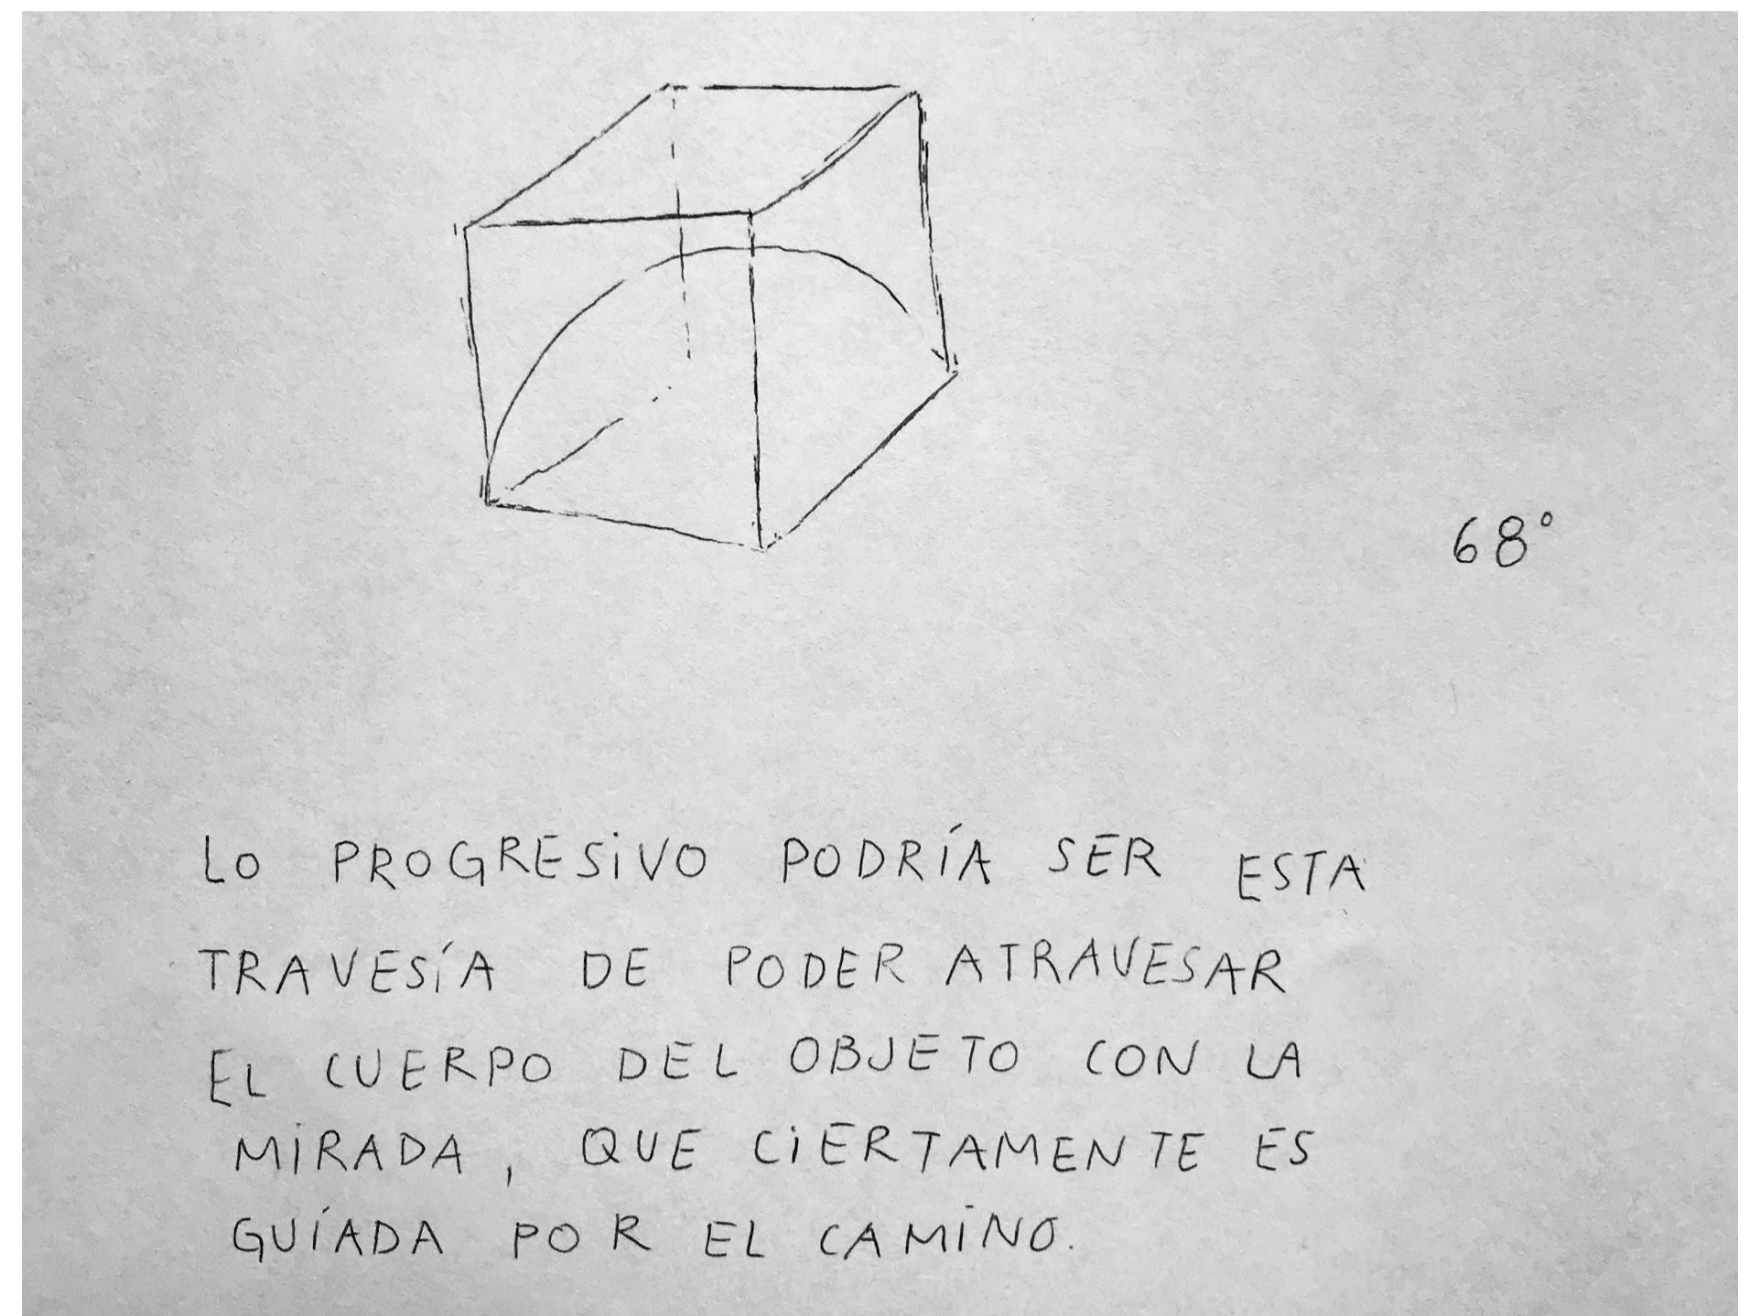 68°
LO PROGRESIVO PODRÍA SER ESTA
TRAVESÍA DE PODER ATRAVESAR
EL CUERPO DEL OBJETO CON LA
MIRADA, QUE CIERTAMENTE ES
GUÍADA POR EL CAMINO.